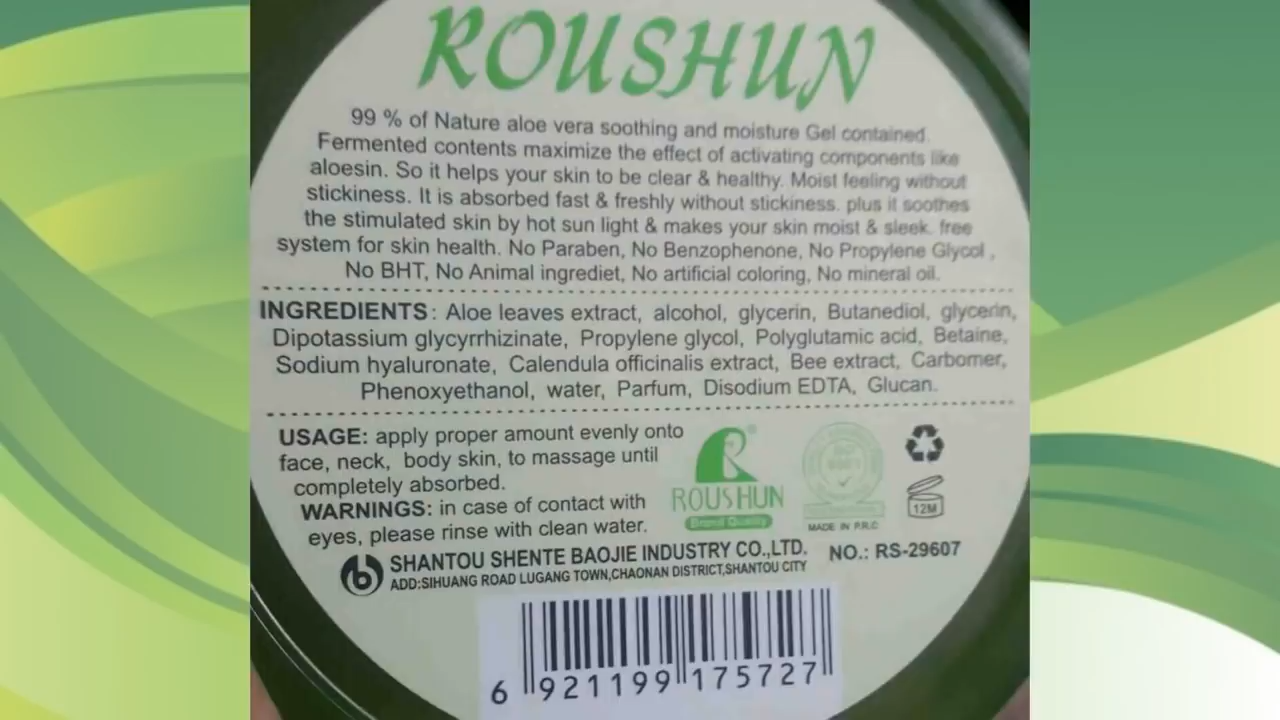 ROUSHUN
99 % of Nature aloe vera soothing and moisture Gel contained.
Fermented contents maximize the effect of activating components like
aloesin. So it helps your skin to be clear & healthy. Moist feeling without
stickiness. It is absorbed fast & freshly without stickiness. plus it soothes
the stimulated skin by hot sun light & makes your skin moist & sleek. free
system for skin health. No Paraben, No Benzophenone, No Propylene Glycol ,
No BHT, No Animal ingrediet, No artificial coloring, No mineral oil.
INGREDIENTS: Aloe leaves extract, alcohol, glycerin, Butanediol, glycerin,
Dipotassium glycyrrhizinate, Propylene glycol, Polyglutamic acid, Betaine,
Sodium hyaluronate, Calendula officinalis extract, Bee extract, Carbomer,
Phenoxyethanol, water, Parfum, Disodium EDTA, Glucan.
USAGE: apply proper amount evenly onto
face, neck, body skin, to massage until
completely absorbed.
WARNINGS: in case of contact with
eyes, please rinse with clean water.
ROUSHUN
Brand Quality
MADE IN P.R.C
12M
SHANTOU SHENTE BAOJIE INDUSTRY CO.,LTD.
ADD:SIHUANG ROAD LUGANG TOWN,CHAONAN DISTRICT,SHANTOU CITY
NO.: RS-29607
6 921199 175727